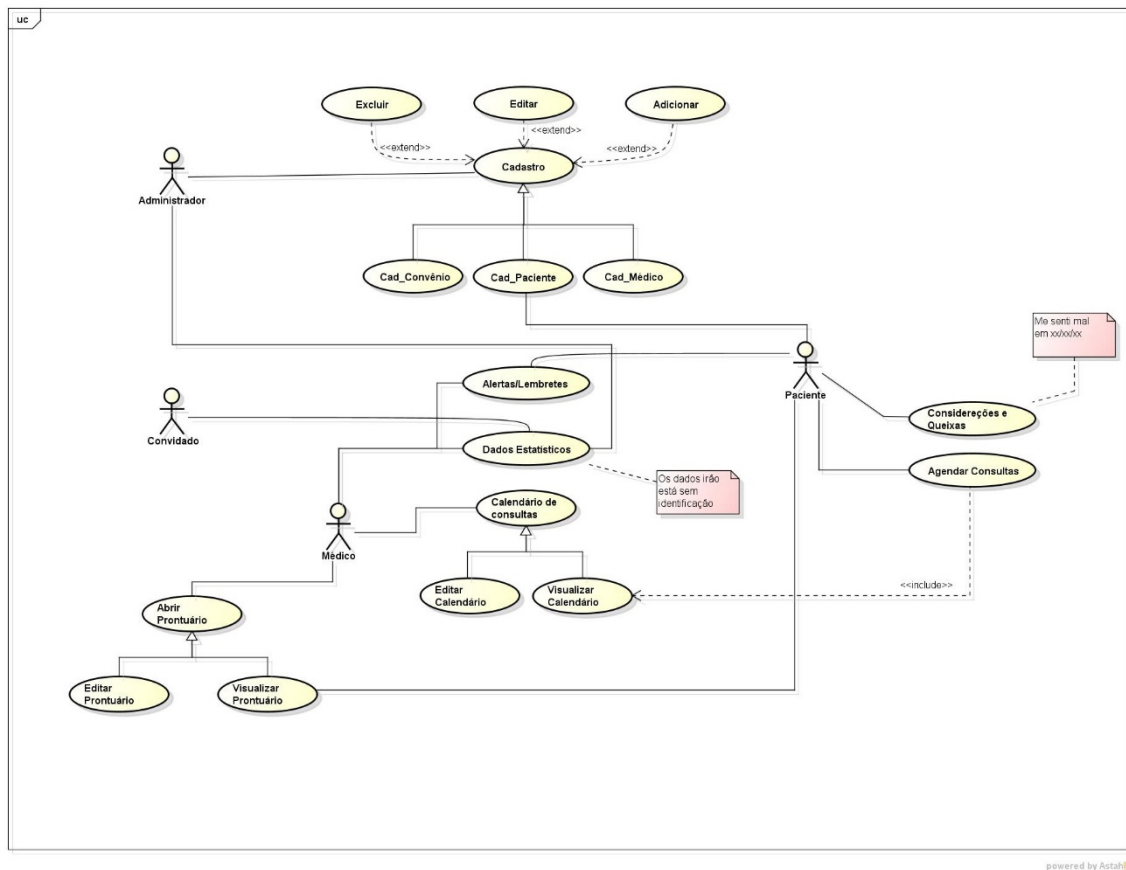 uc
Excluir
Editar
Adicionar
<<extend>>
<<extend>>
<<extend>>
Cadastro
Administrador
Cad_Convênio
Cad_Paciente
Cad_Médico
Me senti mal
em xx/xx/xx
Alertas/Lembretes
Paciente
Considereções e
Queixas
Convidado
Dados Estatísticos
Agendar Consultas
Os dados irão
está sem
identificação
Calendário de
consultas
Médico
Editar
Calendário
Visualizar
Calendário
<<include>>
Abrir
Prontuário
Editar
Prontuário
Visualizar
Prontuário
powered by Astah